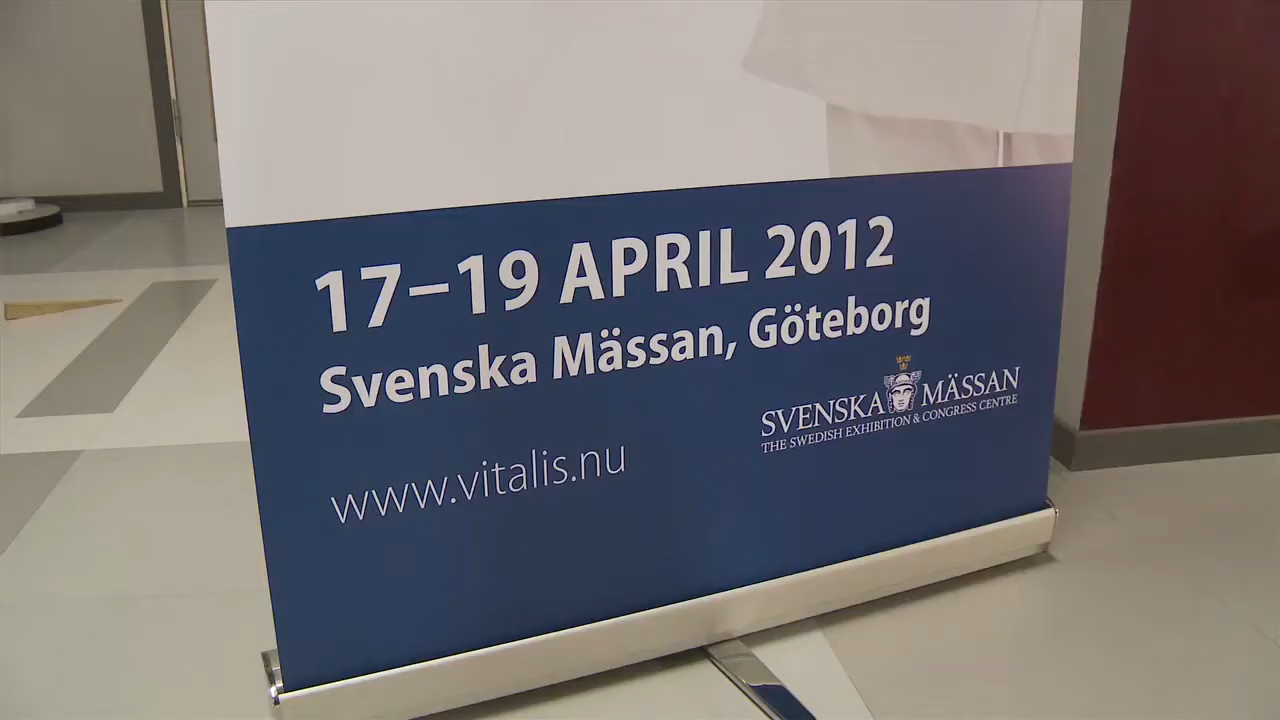 17–19 APRIL 2012
Svenska Mässan, Göteborg
SVENSKA MÄSSAN
THE SWEDISH EXHIBITION & CONGRESS CENTRE
www.vitalis.nu